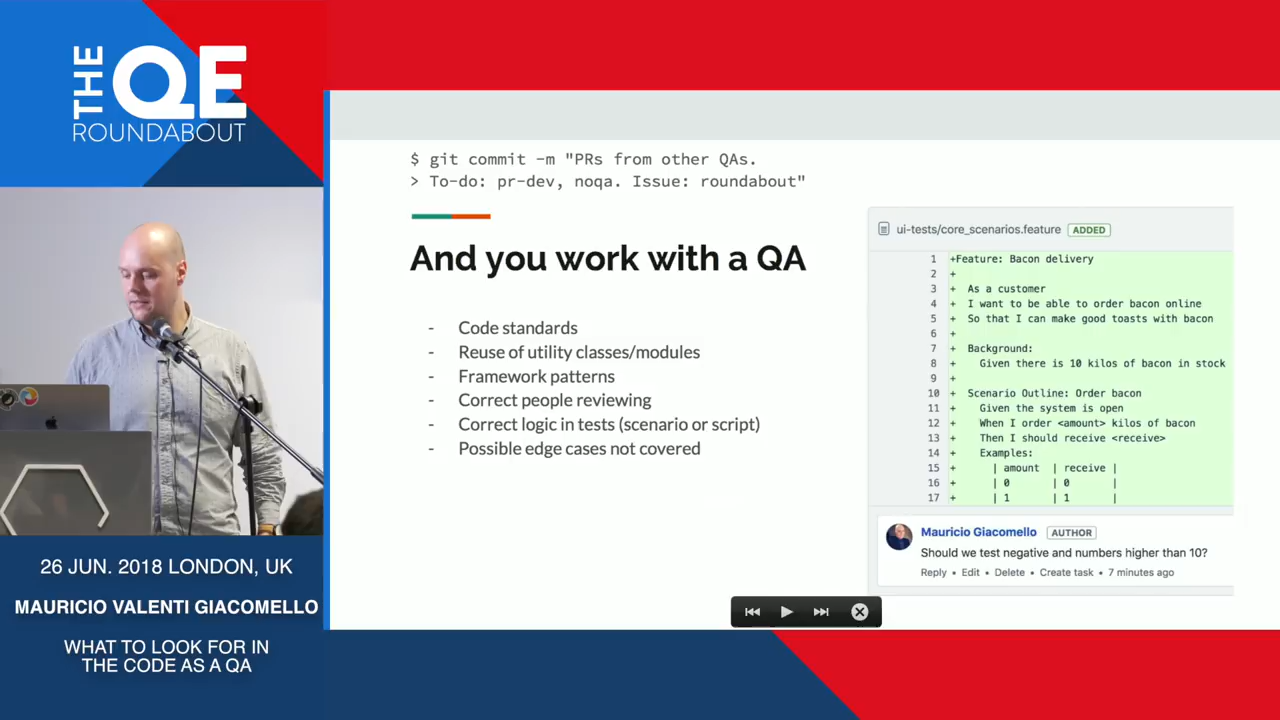 THE
QE
ROUNDABOUT
$ git commit -m "PRs from other QAs.
> To-do: pr-dev, noqa. Issue: roundabout"
And you work with a QA
- Code standards
- Reuse of utility classes/modules
- Framework patterns
- Correct people reviewing
- Correct logic in tests (scenario or script)
- Possible edge cases not covered
ui-tests/core_scenarios.feature ADDED
1 +Feature: Bacon delivery
2 +
3 + As a customer
4 + I want to be able to order bacon online
5 + So that I can make good toasts with bacon
6 +
7 + Background:
8 + Given there is 10 kilos of bacon in stock
9 +
10 + Scenario Outline: Order bacon
11 + Given the system is open
12 + When I order <amount> kilos of bacon
13 + Then I should receive <receive>
14 + Examples:
15 + | amount | receive |
16 + | 0 | 0 |
17 + | 1 | 1 |
Mauricio Giacomello AUTHOR
Should we test negative and numbers higher than 10?
Reply • Edit • Delete • Create task • 7 minutes ago
26 JUN. 2018 LONDON, UK
MAURICIO VALENTI GIACOMELLO
WHAT TO LOOK FOR IN
THE CODE AS A QA